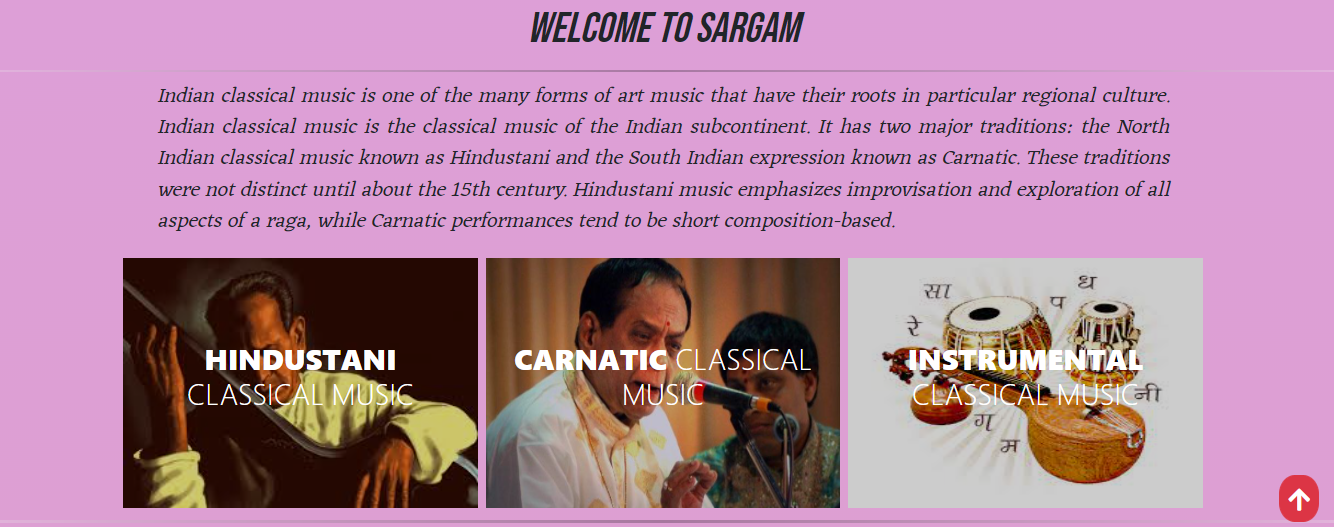 WELCOME TO SARGAM
Indian classical music is one of the many forms of art music that have their roots in particular regional culture.
Indian classical music is the classical music of the Indian subcontinent. It has two major traditions: the North
Indian classical music known as Hindustani and the South Indian expression known as Carnatic. These traditions
were not distinct until about the 15th century. Hindustani music emphasizes improvisation and exploration of all
aspects of a raga, while Carnatic performances tend to be short composition-based.
HINDUSTANI
CLASSICAL MUSIC
CARNATIC CLASSICAL
MUSIC
सा
ध
प
रे
INSTRUMENTAL
CLASSICAL MUSIC
नी
ग
म